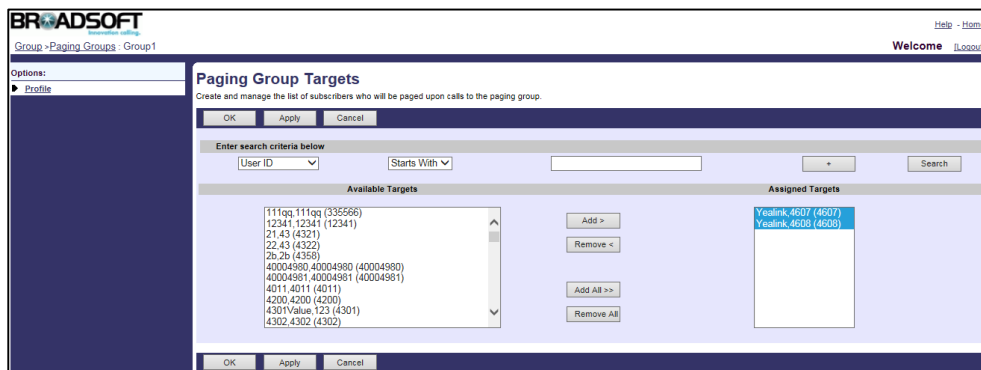 BROADSOFT
innovation calling.
Help - Home
Group >Paging Groups : Group1
Welcome [Logout
Options:
Profile
Paging Group Targets
Create and manage the list of subscribers who will be paged upon calls to the paging group.
OK Apply Cancel
Enter search criteria below
User ID Starts With + Search
Available Targets Assigned Targets
111qq,111qq (335566)
12341,12341 (12341)
21,43 (4321)
22,43 (4322)
2b,2b (4358)
40004980,40004980 (40004980)
40004981,40004981 (40004981)
4011,4011 (4011)
4200,4200 (4200)
4301Value,123 (4301)
4302,4302 (4302)
Add >
Remove <
Add All >>
Remove All
Yealink,4607 (4607)
Yealink,4608 (4608)
OK Apply Cancel